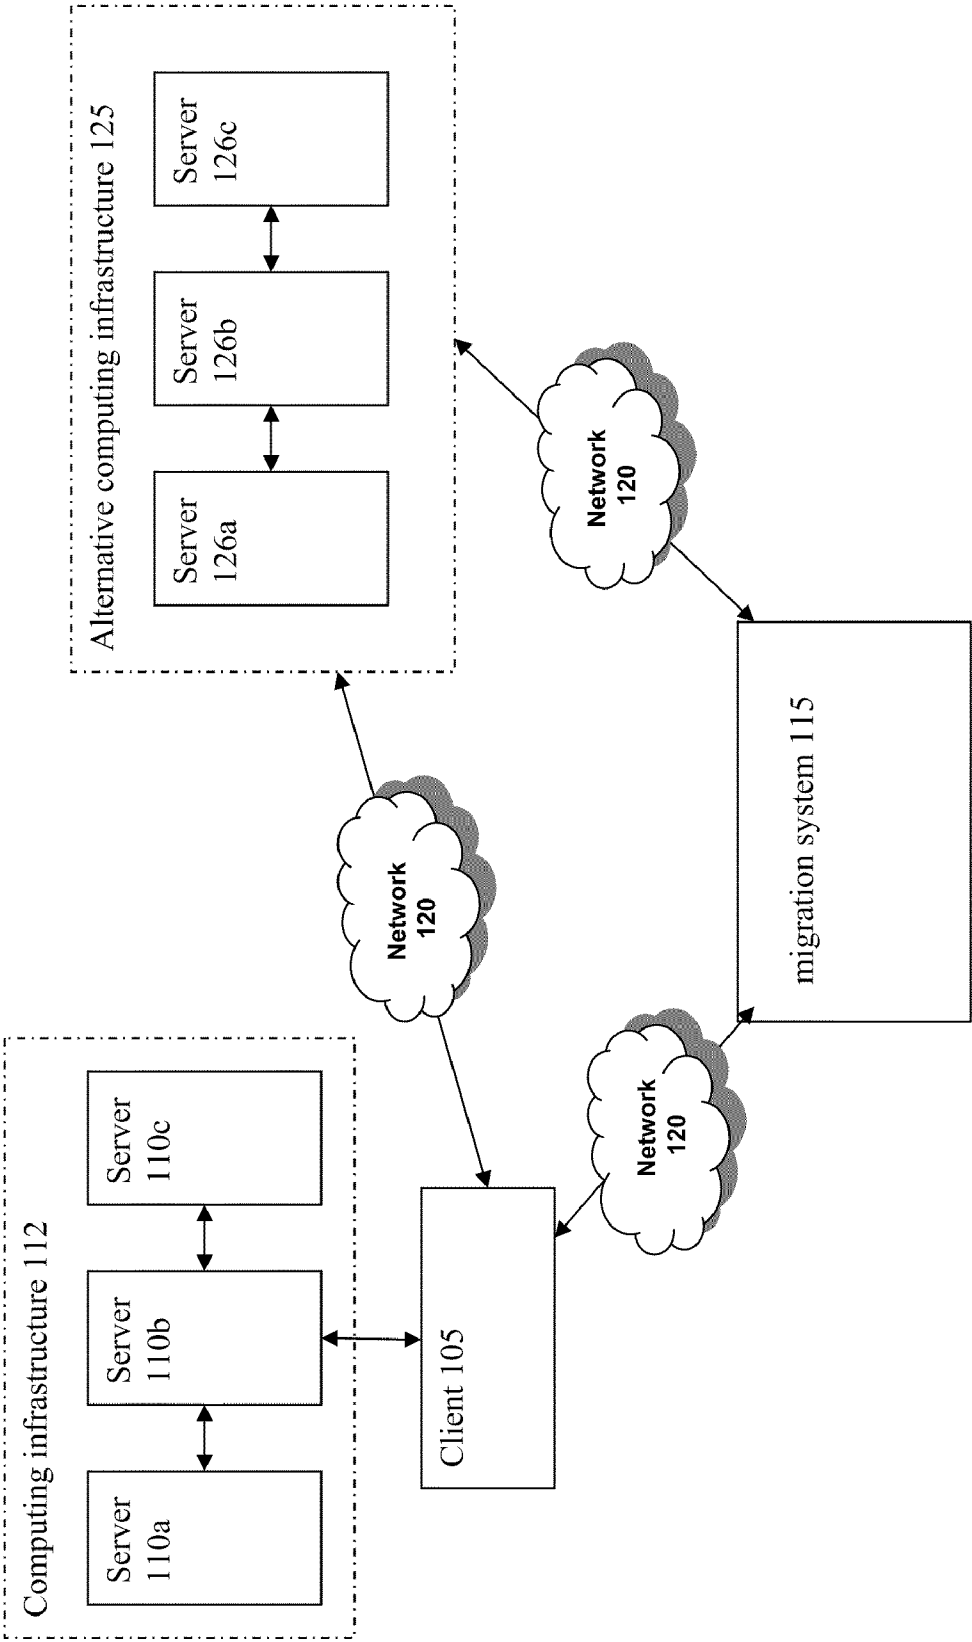 Computing infrastructure 112
Server
110a
Server
110b
Server
110c
Client 105
Network
120
Network
120
Alternative computing infrastructure 125
Server
126a
Server
126b
Server
126c
Network
120
migration system 115